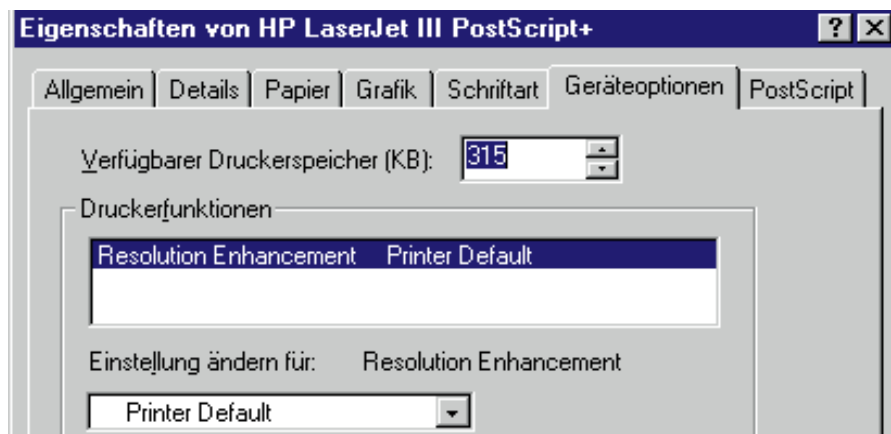 Eigenschaften von HP LaserJet III PostScript+ ? X
Allgemein Details Papier Grafik Schriftart Geräteoptionen PostScript
Verfügbarer Druckerspeicher (KB): 315
Druckerfunktionen
Resolution Enhancement Printer Default
Einstellung ändern für: Resolution Enhancement
Printer Default